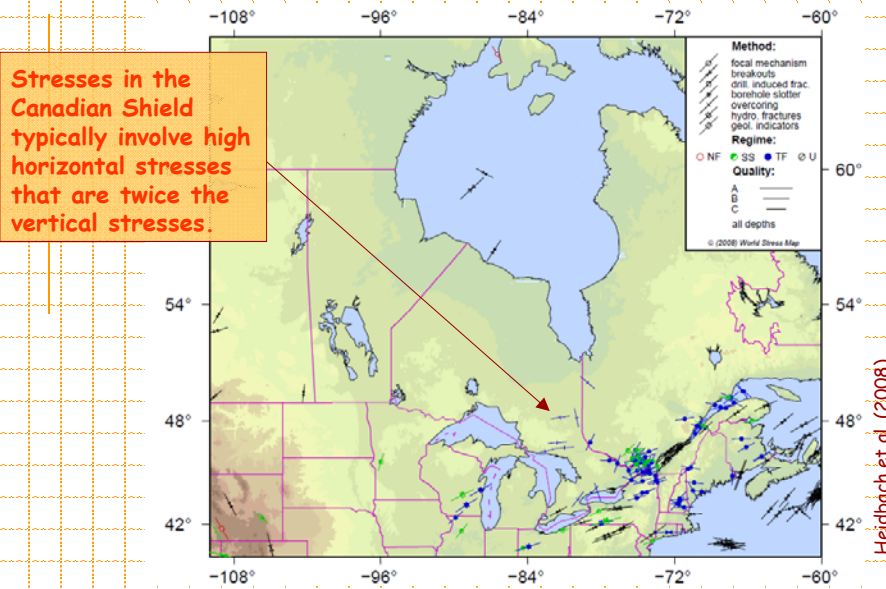 −108° −96° −84° −72° −60°
Stresses in the
Canadian Shield
typically involve high
horizontal stresses
that are twice the
vertical stresses.
Method:
focal mechanism
breakouts
drill. induced frac.
borehole slotter
overcoring
hydro. fractures
geol. indicators
Regime:
NF SS TF U
Quality:
A
B
C
all depths
© (2008) World Stress Map
60°
54° 54°
48° 48°
42° 42°
−108° −96° −84° −72° −60°
Heidbach et al. (2008)